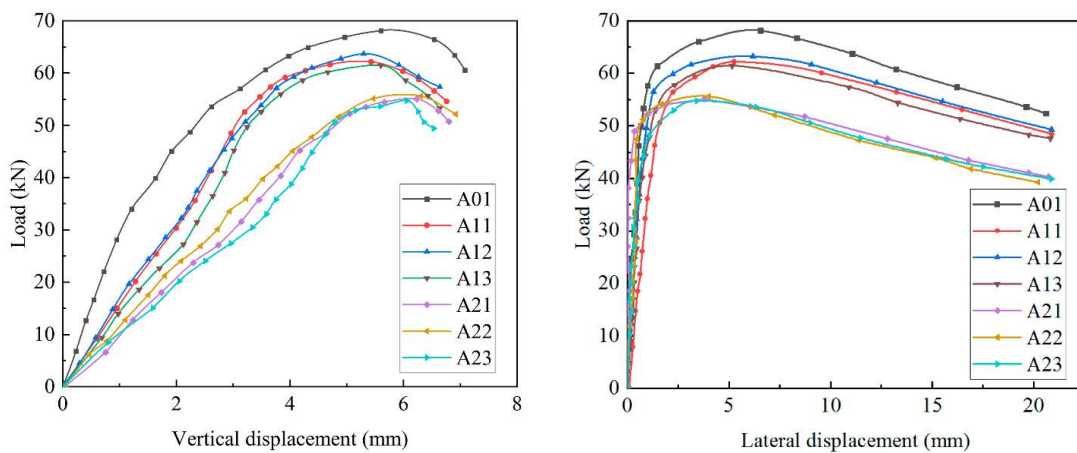 70
60
50
40
30
20
10
0
Load (kN)
0 2 4 6 8
Vertical displacement (mm)
A01
A11
A12
A13
A21
A22
A23
70
60
50
40
30
20
10
0
Load (kN)
0 5 10 15 20
Lateral displacement (mm)
A01
A11
A12
A13
A21
A22
A23